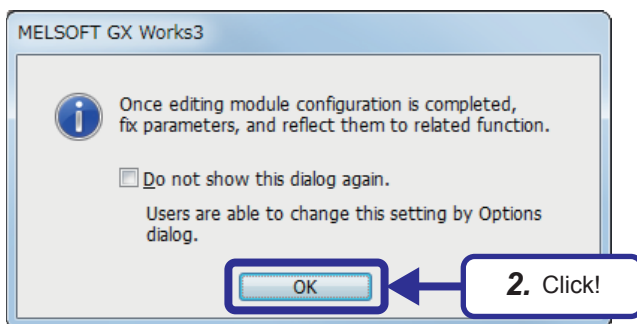 MELSOFT GX Works3
Once editing module configuration is completed,
fix parameters, and reflect them to related function.
Do not show this dialog again.
Users are able to change this setting by Options
dialog.
OK
2. Click!